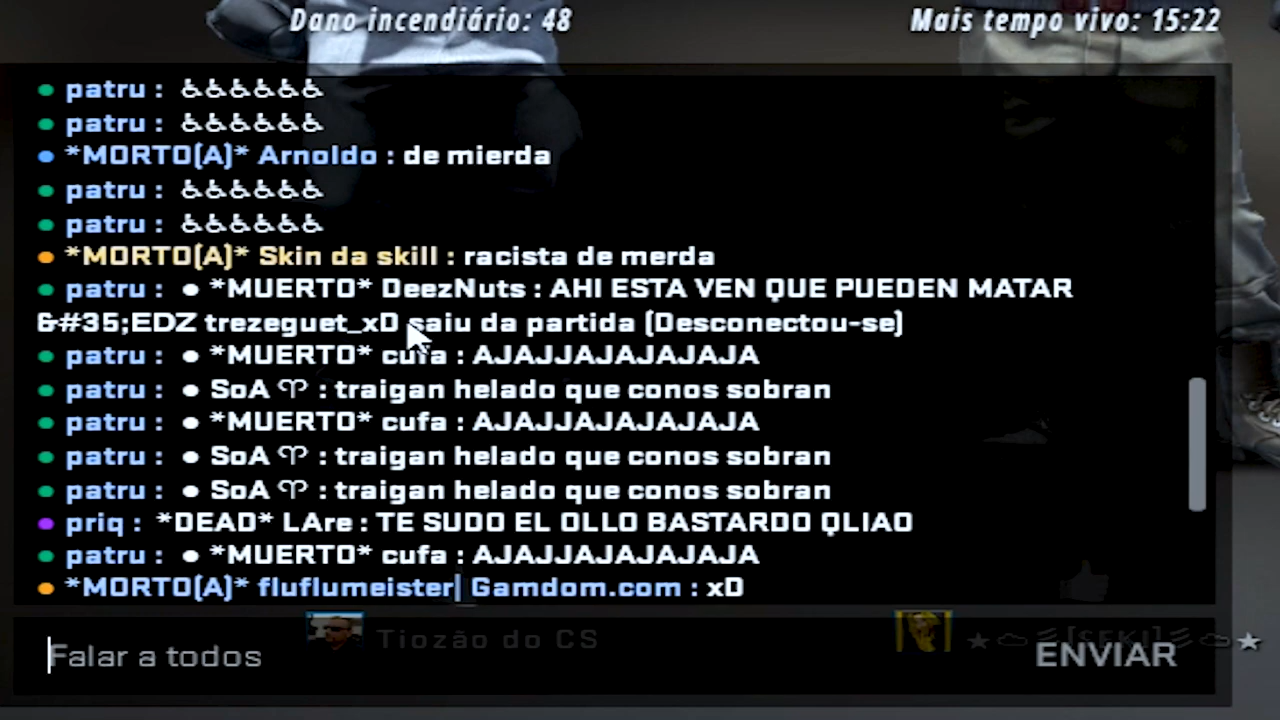 Dano incendiário: 48 Mais tempo vivo: 15:22
patru : ♿♿♿♿♿♿
patru : ♿♿♿♿♿♿
*MORTO(A)* Arnoldo : de mierda
patru : ♿♿♿♿♿♿
patru : ♿♿♿♿♿♿
*MORTO(A)* Skin da skill : racista de merda
patru : ● *MUERTO* DeezNuts : AHI ESTA VEN QUE PUEDEN MATAR
&#35;EDZ trezeguet_xD saiu da partida (Desconectou-se)
patru : ● *MUERTO* cufa : AJAJJAJAJAJAJA
patru : ● SoA ♈ : traigan helado que conos sobran
patru : ● *MUERTO* cufa : AJAJJAJAJAJAJA
patru : ● SoA ♈ : traigan helado que conos sobran
patru : ● SoA ♈ : traigan helado que conos sobran
priq : *DEAD* LAre : TE SUDO EL OLLO BASTARDO QLIAO
patru : ● *MUERTO* cufa : AJAJJAJAJAJAJA
*MORTO(A)* fluflumeister| Gamdom.com : xD
Tiozão do CS ★☁彡[SEKI]彡☁★
Falar a todos ENVIAR